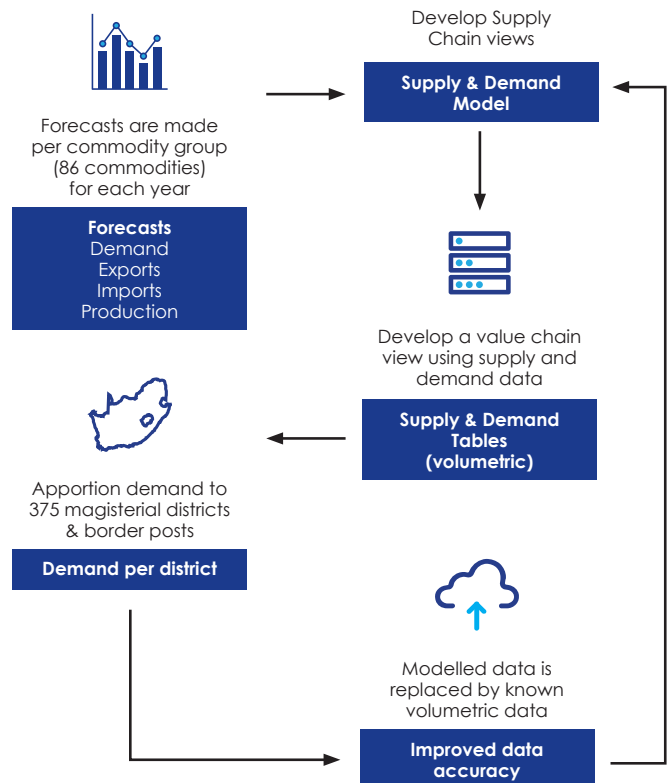 Develop Supply
Chain views
Supply & Demand
Model
Forecasts are made
per commodity group
(86 commodities)
for each year
Forecasts
Demand
Exports
Imports
Production
Develop a value chain
view using supply and
demand data
Supply & Demand
Tables
(volumetric)
Apportion demand to
375 magisterial districts
& border posts
Demand per district
Modelled data is
replaced by known
volumetric data
Improved data
accuracy